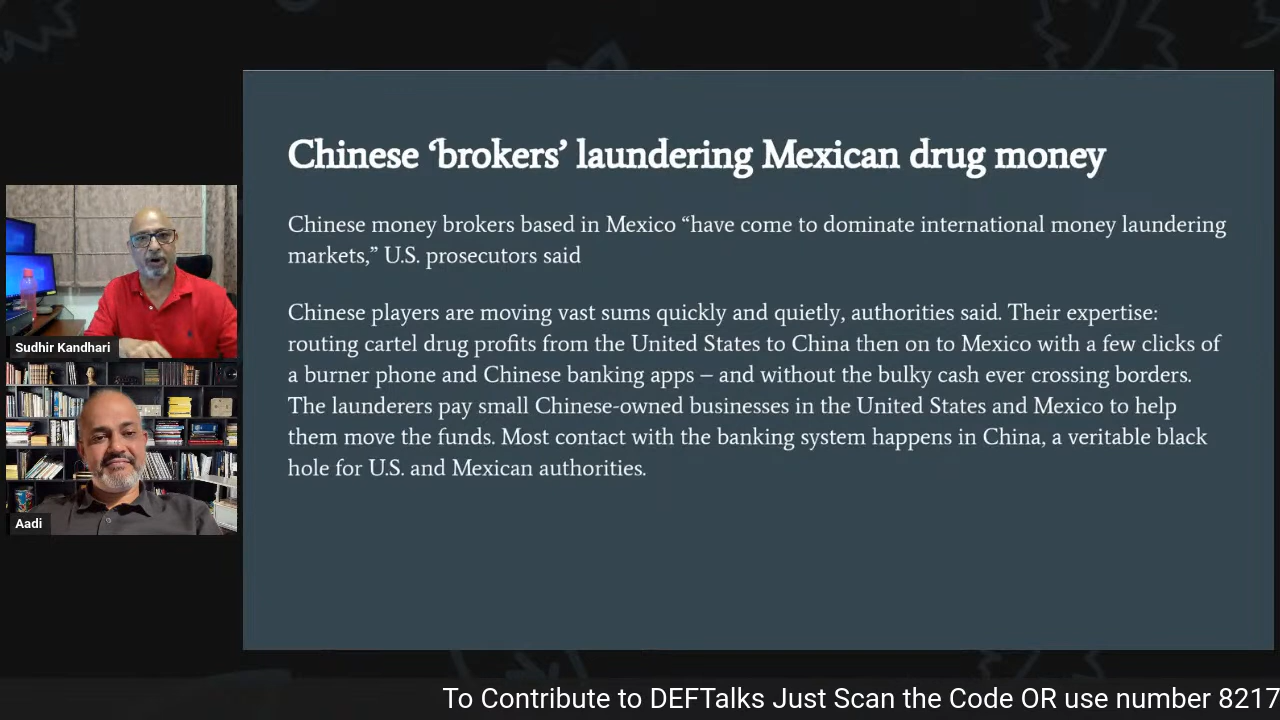 Chinese ‘brokers’ laundering Mexican drug money
Chinese money brokers based in Mexico “have come to dominate international money laundering
markets,” U.S. prosecutors said
Chinese players are moving vast sums quickly and quietly, authorities said. Their expertise:
routing cartel drug profits from the United States to China then on to Mexico with a few clicks of
a burner phone and Chinese banking apps – and without the bulky cash ever crossing borders.
The launderers pay small Chinese-owned businesses in the United States and Mexico to help
them move the funds. Most contact with the banking system happens in China, a veritable black
hole for U.S. and Mexican authorities.
Sudhir Kandhari
Aadi
To Contribute to DEFTalks Just Scan the Code OR use number 8217